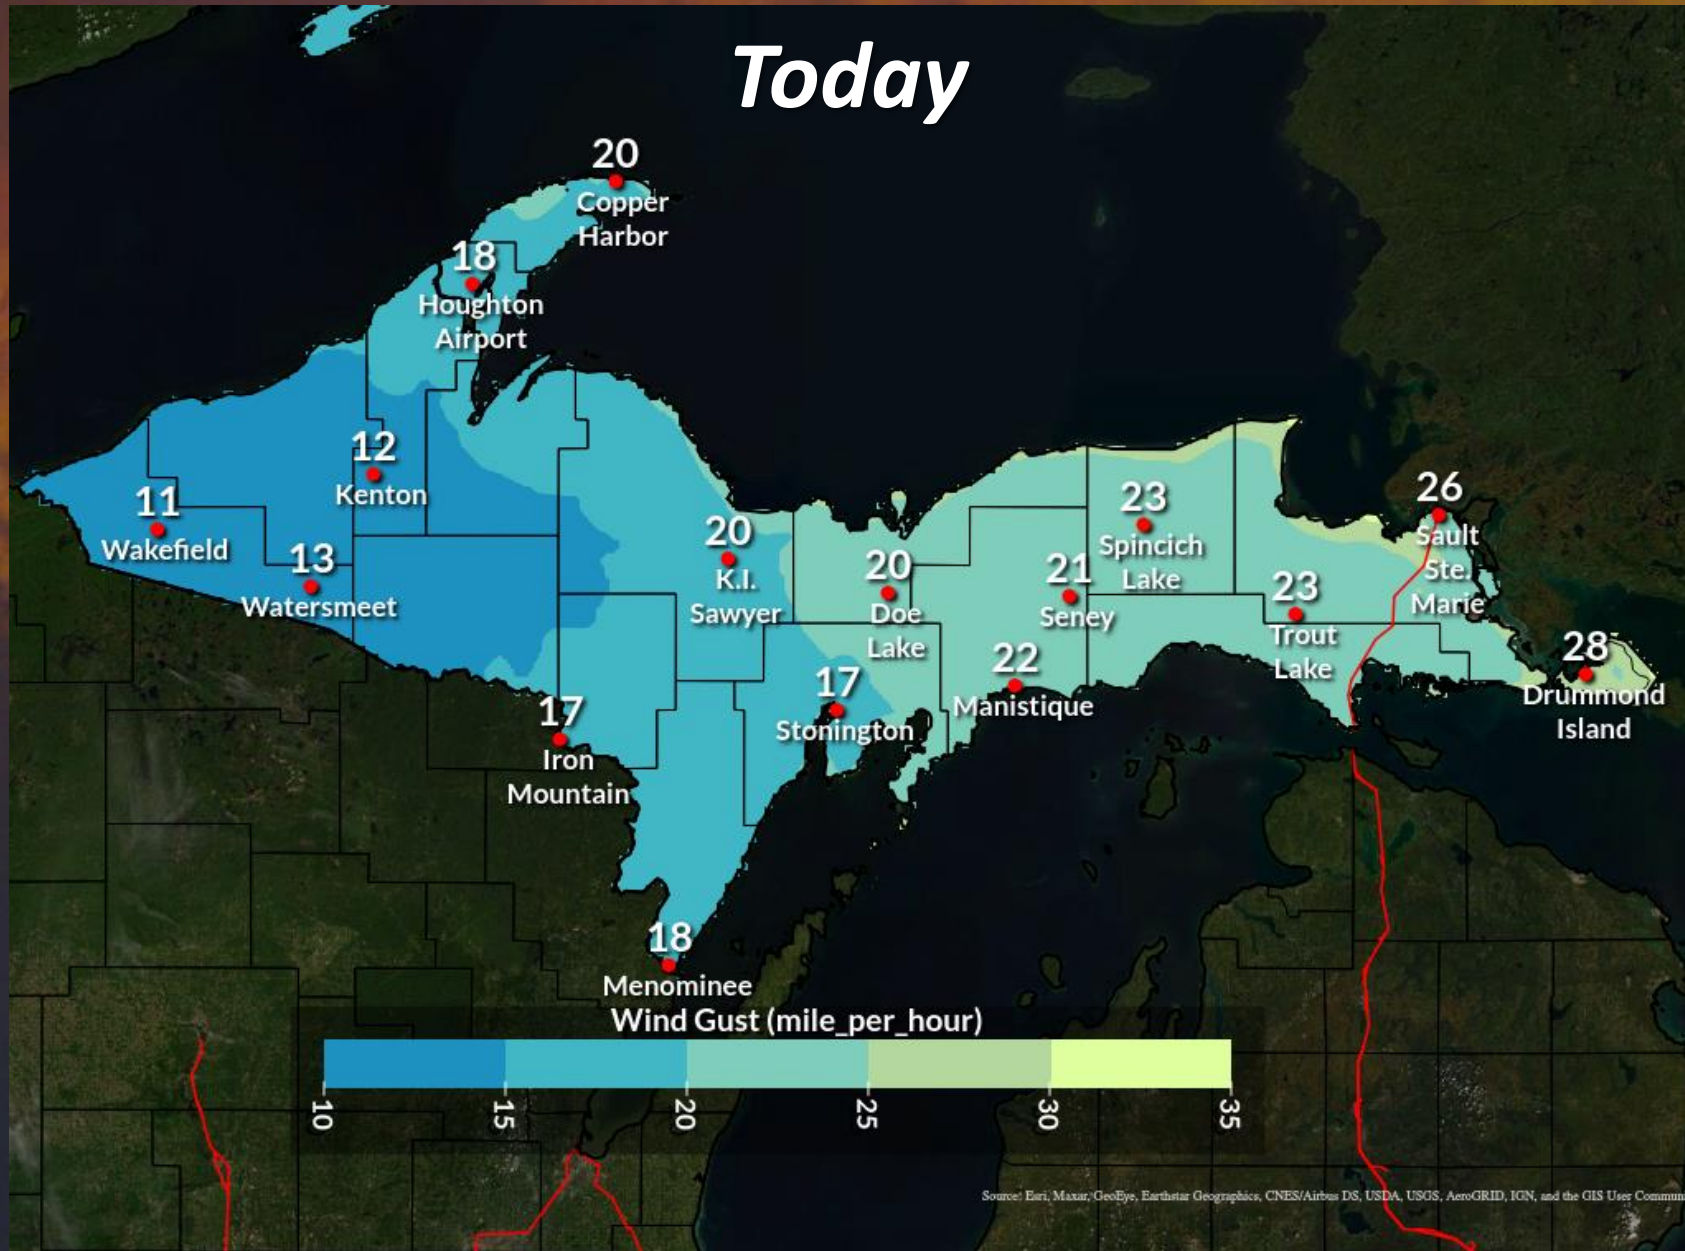 Today
20
Copper
Harbor
18
Houghton
Airport
12
Kenton
11
Wakefield
13
Watersmeet
20
K.I.
Sawyer
20
Doe
Lake
21
Seney
23
Spincich
Lake
26
Sault
Ste.
Marie
23
Trout
Lake
28
Drummond
Island
22
Manistique
17
Stonington
17
Iron
Mountain
18
Menominee
Wind Gust (mile_per_hour)
10 15 20 25 30 35
Source: Esri, Maxar, GeoEye, Earthstar Geographics, CNES/Airbus DS, USDA, USGS, AeroGRID, IGN, and the GIS User Commun